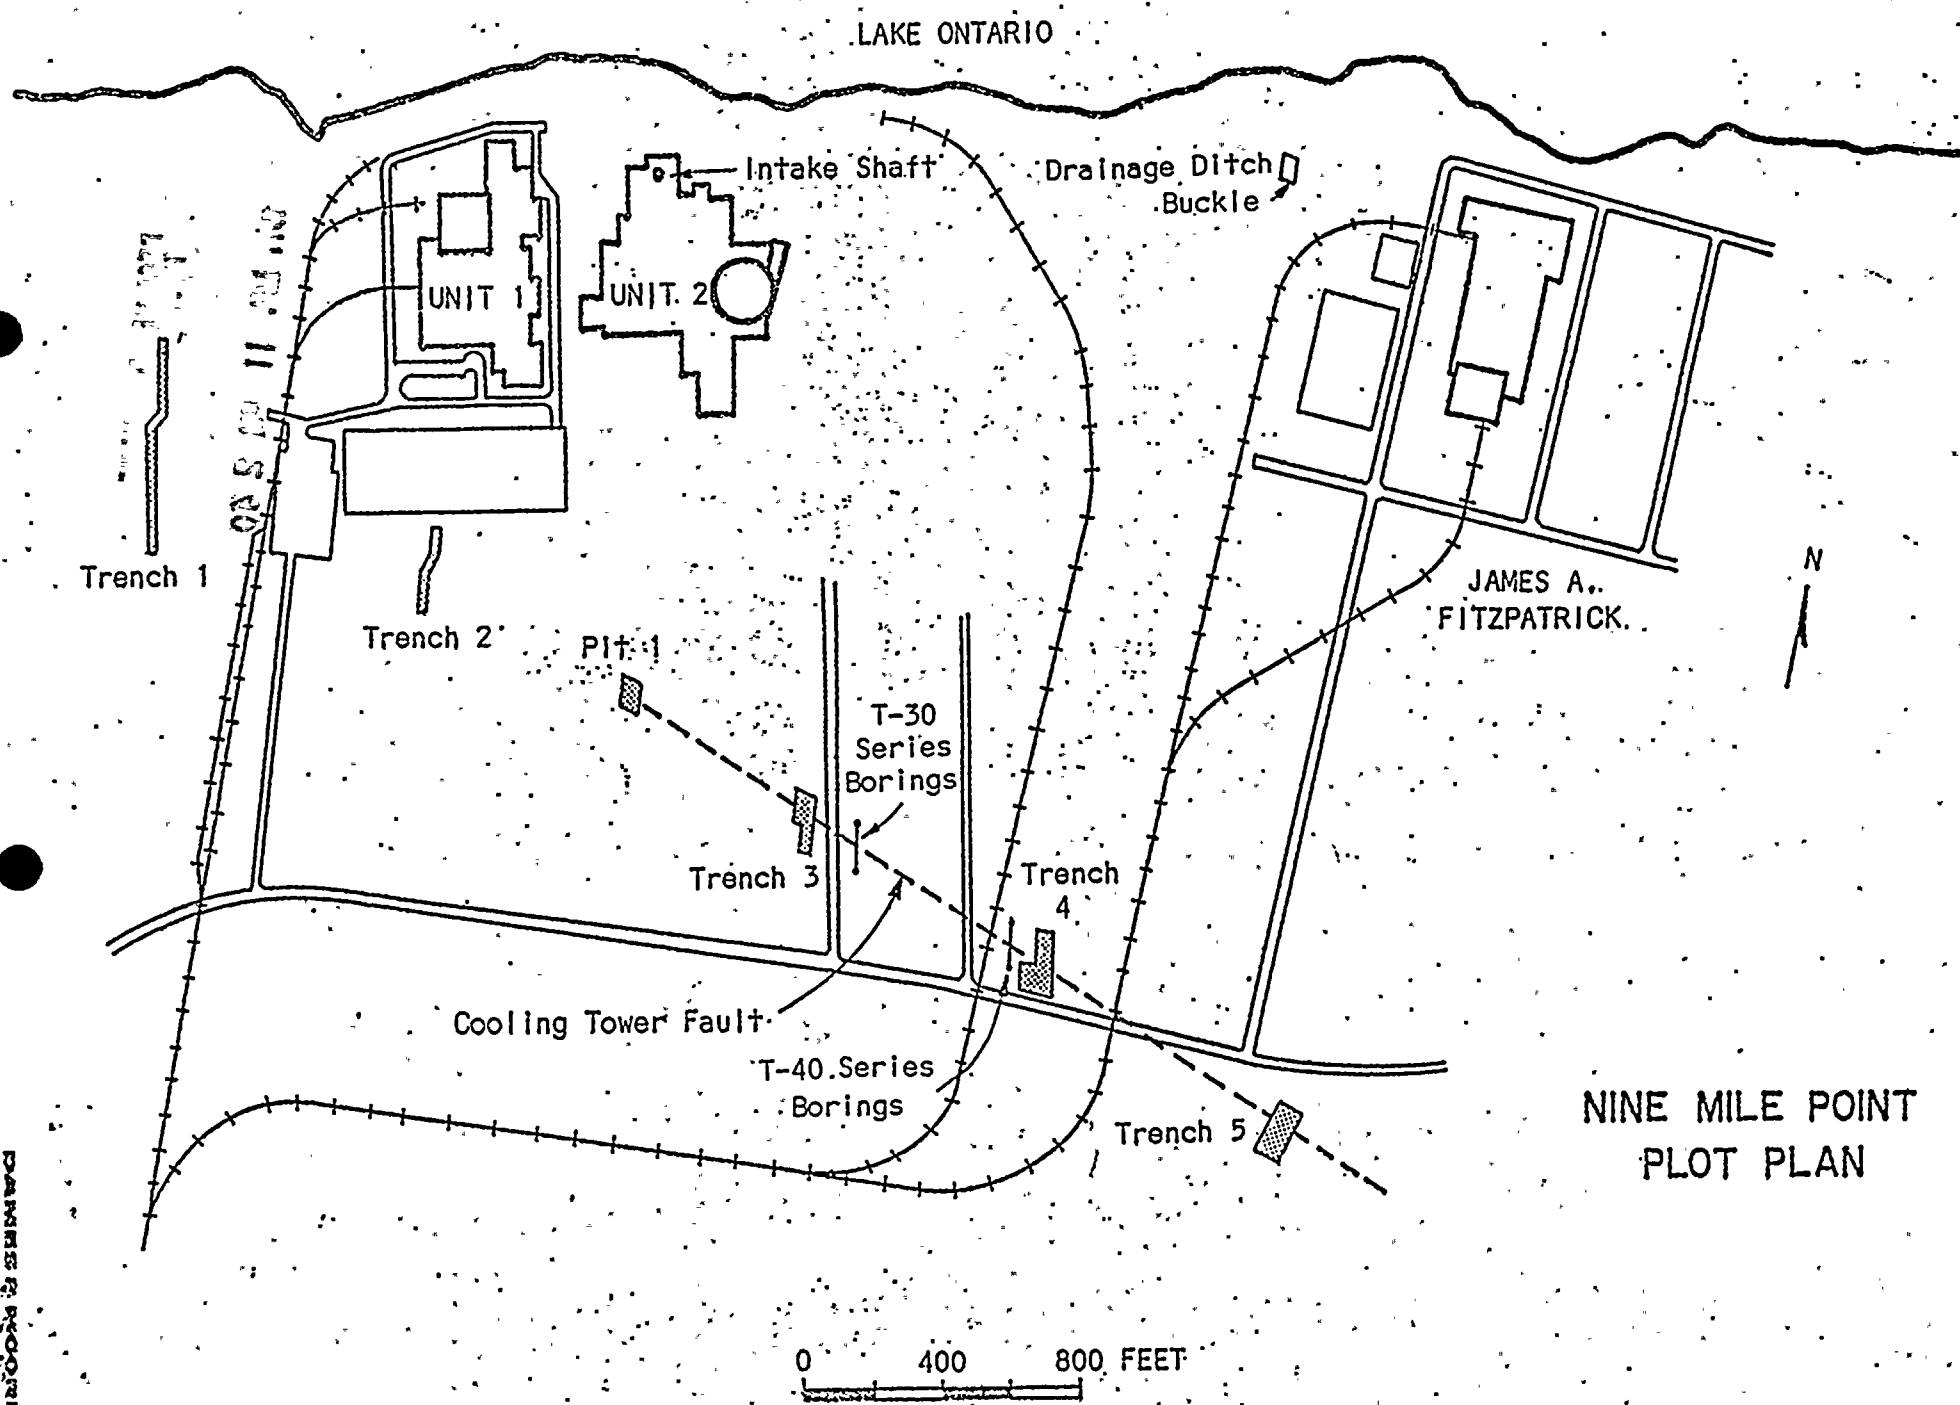 LAKE ONTARIO
Intake Shaft
Drainage Ditch
Buckle
UNIT 1
UNIT 2
Trench 1
Trench 2
Pit 1
JAMES A.
FITZPATRICK
N
T-30
Series
Borings
Trench 3
Trench
4
Cooling Tower Fault
T-40 Series
Borings
Trench 5
NINE MILE POINT
PLOT PLAN
0 400 800 FEET